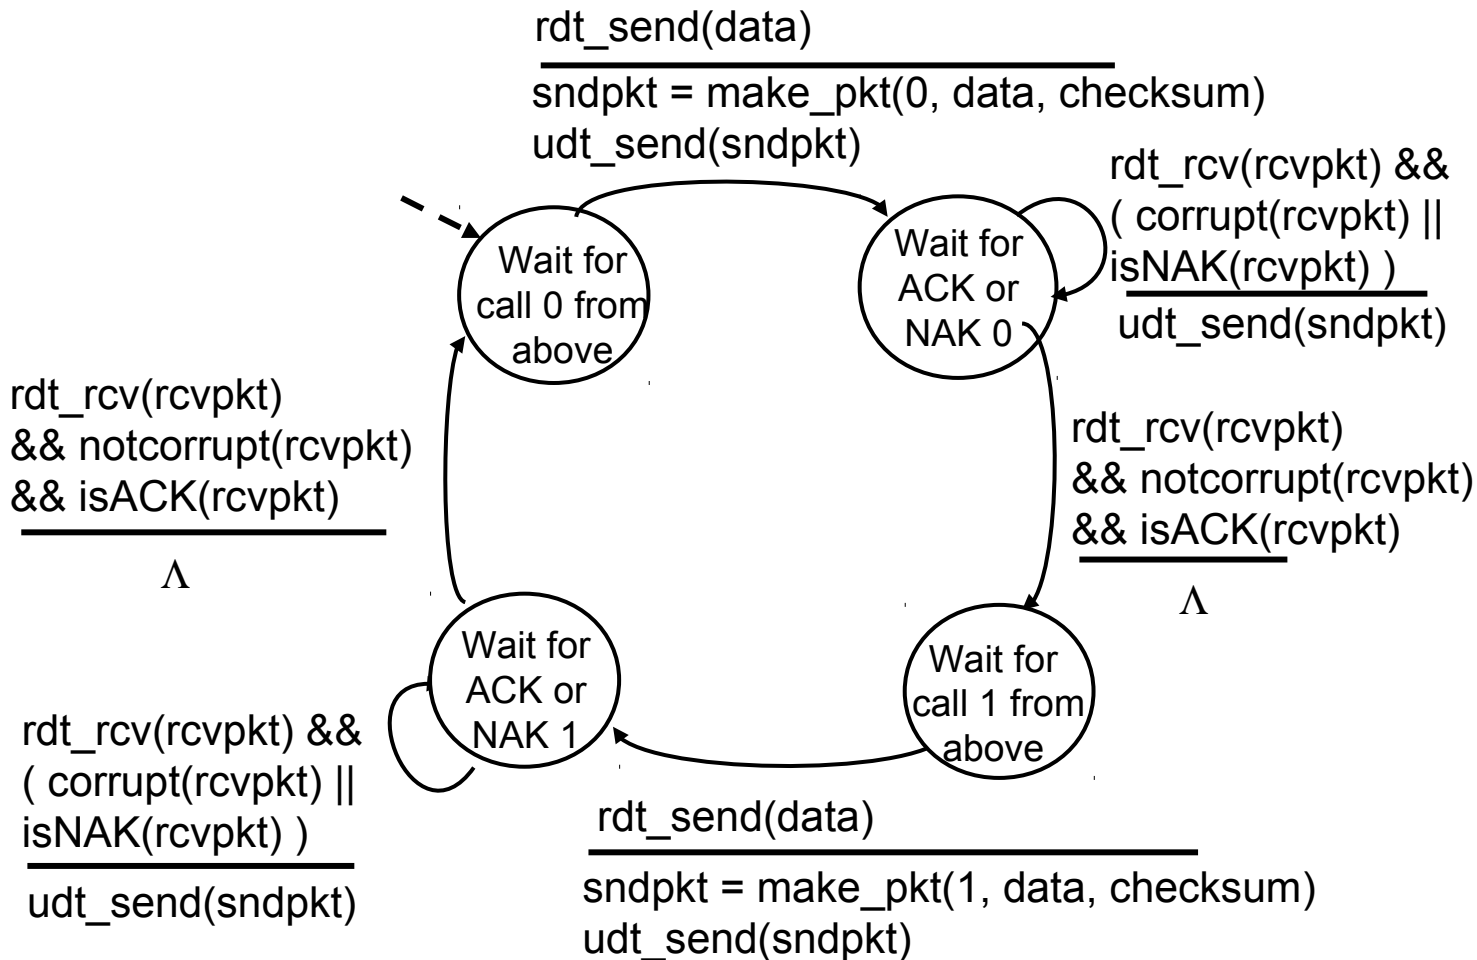 rdt_send(data)
sndpkt = make_pkt(0, data, checksum)
udt_send(sndpkt)
rdt_rcv(rcvpkt) &&
( corrupt(rcvpkt) ||
isNAK(rcvpkt) )
udt_send(sndpkt)
Wait for
call 0 from
above
Wait for
ACK or
NAK 0
rdt_rcv(rcvpkt)
&& notcorrupt(rcvpkt)
&& isACK(rcvpkt)
Λ
rdt_rcv(rcvpkt)
&& notcorrupt(rcvpkt)
&& isACK(rcvpkt)
Λ
Wait for
ACK or
NAK 1
Wait for
call 1 from
above
rdt_rcv(rcvpkt) &&
( corrupt(rcvpkt) ||
isNAK(rcvpkt) )
udt_send(sndpkt)
rdt_send(data)
sndpkt = make_pkt(1, data, checksum)
udt_send(sndpkt)